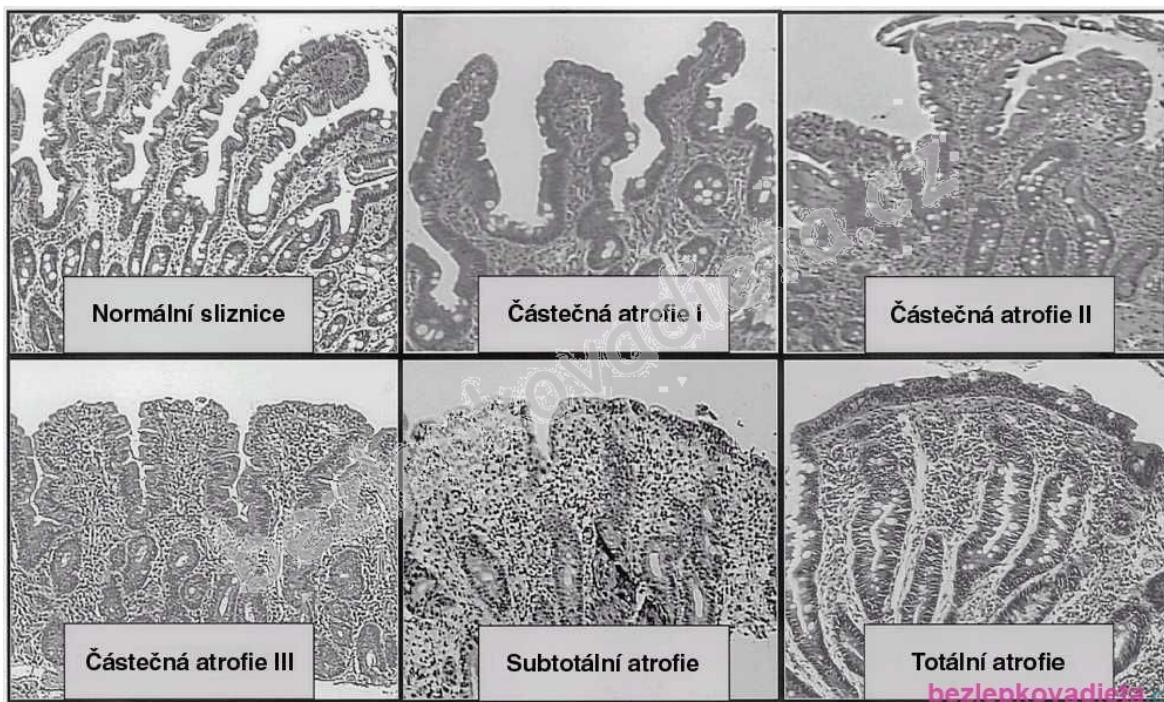 Normální sliznice
Částečná atrofie I
Částečná atrofie II
Částečná atrofie III
Subtotální atrofie
Totální atrofie
bezlepkovadieta